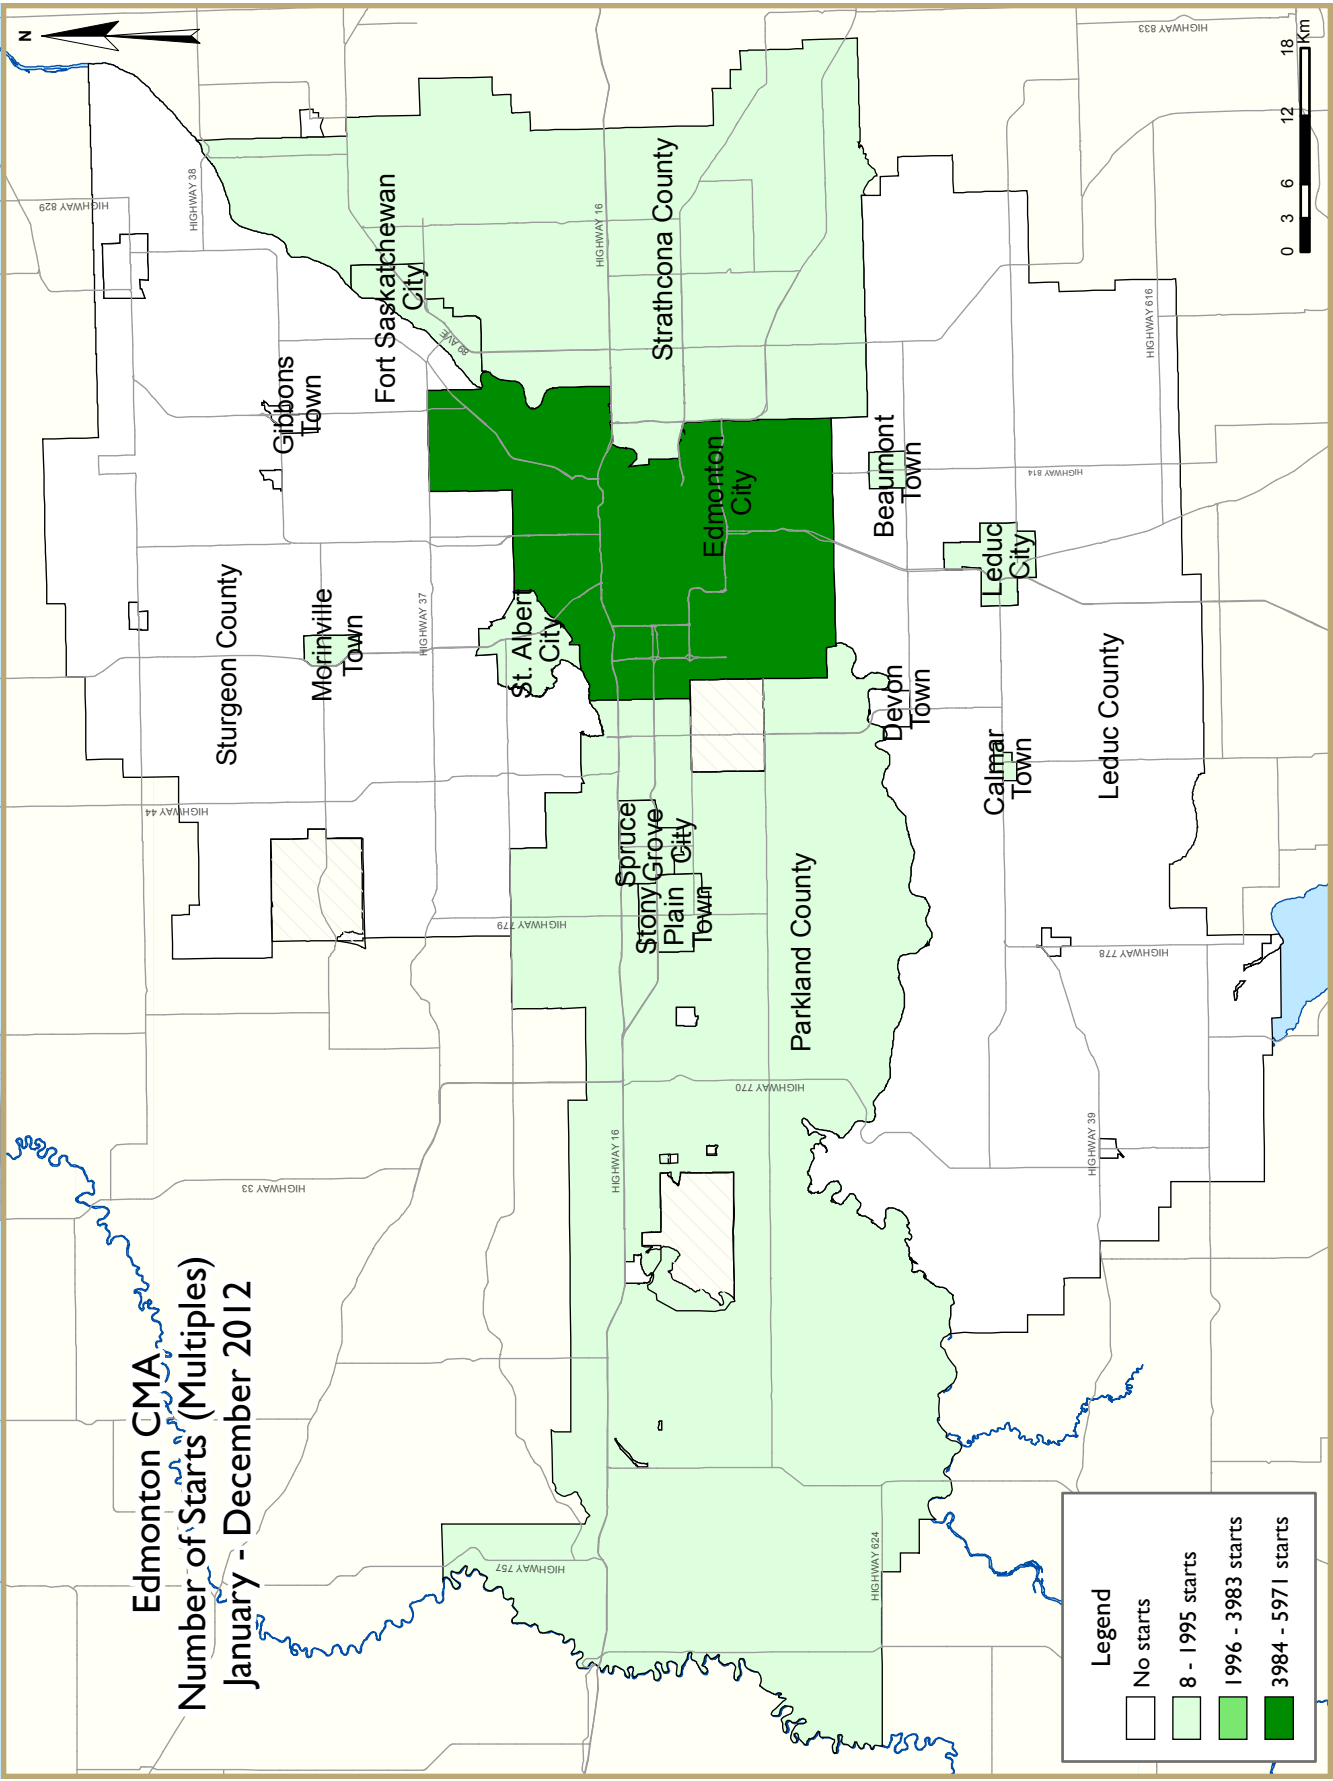 Edmonton CMA
Number of Starts (Multiples)
January - December 2012
N
HIGHWAY 829
HIGHWAY 38
HIGHWAY 833
Gibbons
Town
Fort Saskatchewan
City
89 AVE
HIGHWAY 16
Strathcona County
Sturgeon County
Morinville
Town
HIGHWAY 37
St. Albert
City
HIGHWAY 44
Edmonton
City
Beaumont
Town
HIGHWAY 814
HIGHWAY 616
Leduc
City
Devon
Town
Calmar
Town
Leduc County
Spruce
Grove
City
Stony
Plain
Town
HIGHWAY 779
Parkland County
HIGHWAY 778
HIGHWAY 770
HIGHWAY 16
HIGHWAY 39
HIGHWAY 33
HIGHWAY 757
HIGHWAY 624
Legend
No starts
8 - 1995 starts
1996 - 3983 starts
3984 - 5971 starts
0 3 6 12 18
Km